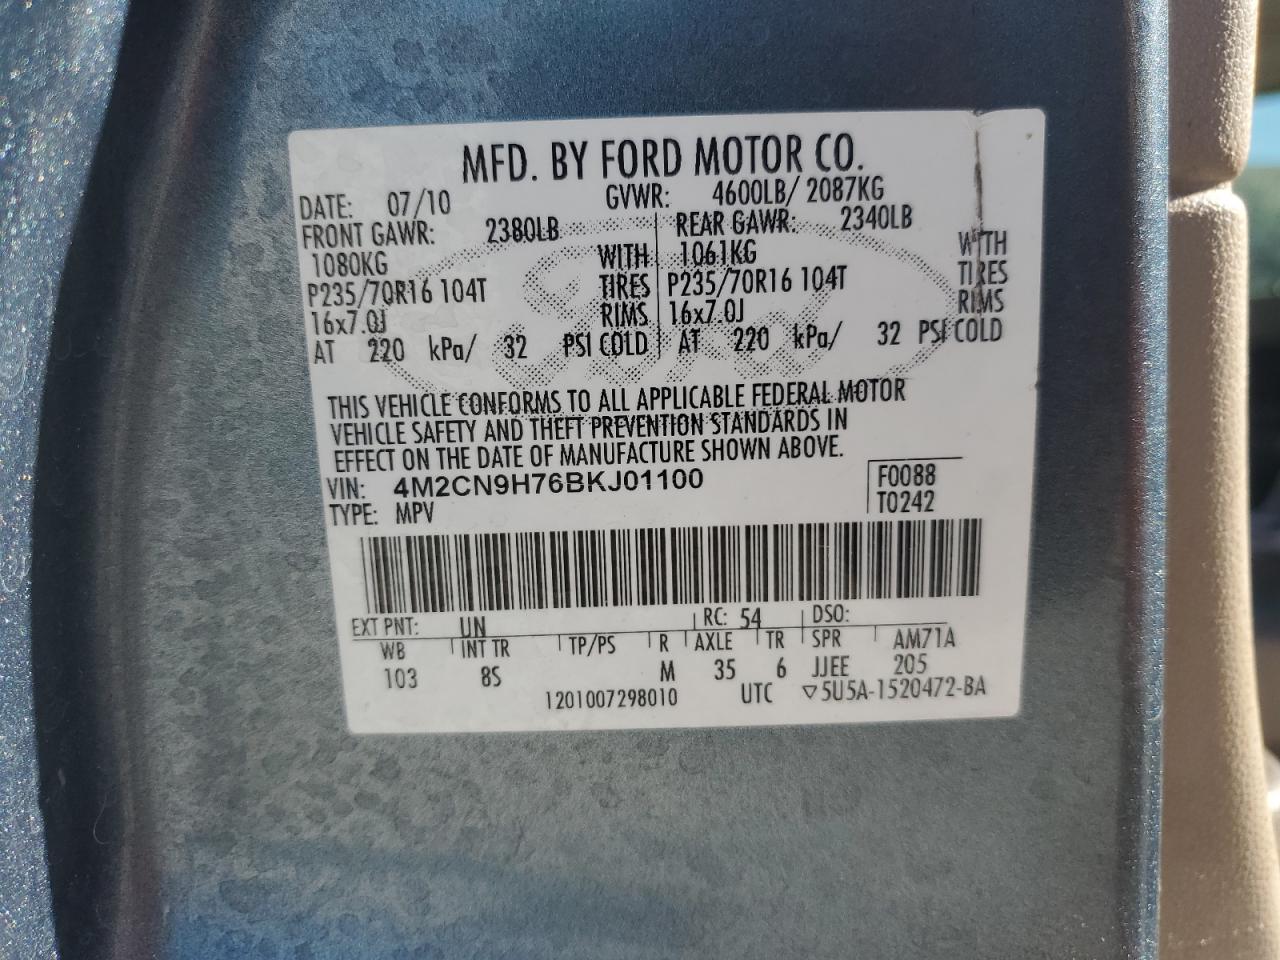 MFD. BY FORD MOTOR CO.
DATE: 07/10 GVWR: 4600LB/ 2087KG
FRONT GAWR: 2380LB REAR GAWR: 2340LB
1080KG WITH 1061KG WITH
P235/70R16 104T TIRES P235/70R16 104T TIRES
16x7.0J RIMS 16x7.0J RIMS
AT 220 kPa/ 32 PSI COLD AT 220 kPa/ 32 PSI COLD
THIS VEHICLE CONFORMS TO ALL APPLICABLE FEDERAL MOTOR
VEHICLE SAFETY AND THEFT PREVENTION STANDARDS IN
EFFECT ON THE DATE OF MANUFACTURE SHOWN ABOVE.
VIN: 4M2CN9H76BKJ01100 F0088
TYPE: MPV T0242
EXT PNT: UN RC: 54 DSO:
WB INT TR TP/PS R AXLE TR SPR AM71A
103 8S M 35 6 JJEE 205
1201007298010 UTC ▽5U5A-1520472-BA